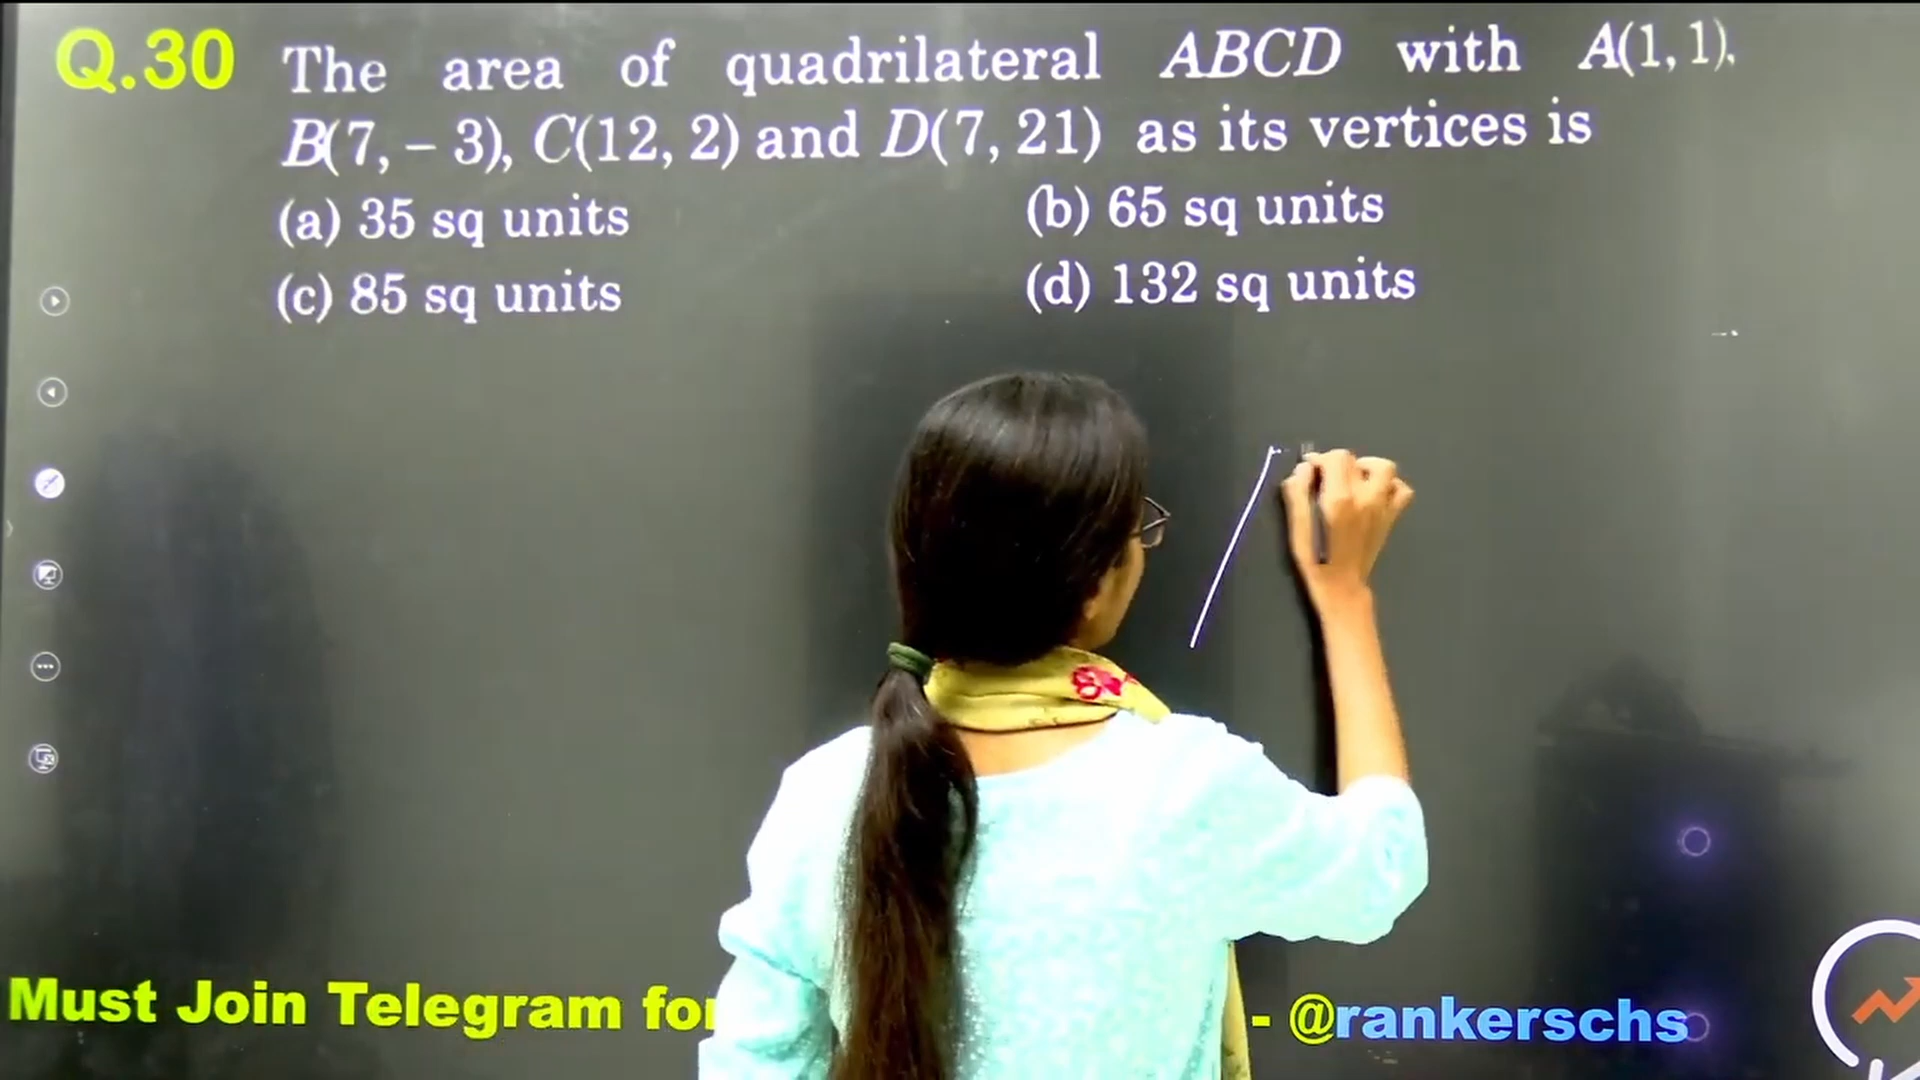 Q.30 The area of quadrilateral ABCD with A(1, 1),
B(7, – 3), C(12, 2) and D(7, 21) as its vertices is
(a) 35 sq units (b) 65 sq units
(c) 85 sq units (d) 132 sq units
Must Join Telegram for - @rankerschs